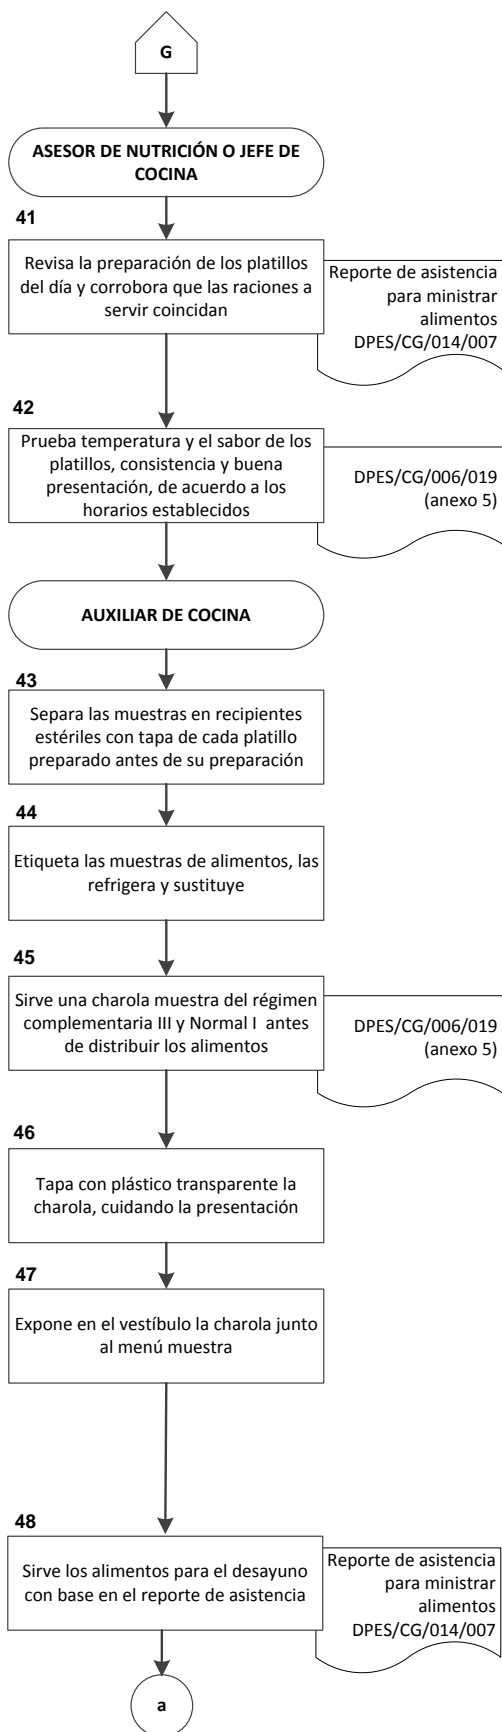 G
ASESOR DE NUTRICIÓN O JEFE DE
COCINA
41
Revisa la preparación de los platillos
del día y corrobora que las raciones a
servir coincidan
Reporte de asistencia
para ministrar
alimentos
DPES/CG/014/007
42
Prueba temperatura y el sabor de los
platillos, consistencia y buena
presentación, de acuerdo a los
horarios establecidos
DPES/CG/006/019
(anexo 5)
AUXILIAR DE COCINA
43
Separa las muestras en recipientes
estériles con tapa de cada platillo
preparado antes de su preparación
44
Etiqueta las muestras de alimentos, las
refrigera y sustituye
45
Sirve una charola muestra del régimen
complementaria III y Normal I antes
de distribuir los alimentos
DPES/CG/006/019
(anexo 5)
46
Tapa con plástico transparente la
charola, cuidando la presentación
47
Expone en el vestíbulo la charola junto
al menú muestra
48
Sirve los alimentos para el desayuno
con base en el reporte de asistencia
Reporte de asistencia
para ministrar
alimentos
DPES/CG/014/007
a